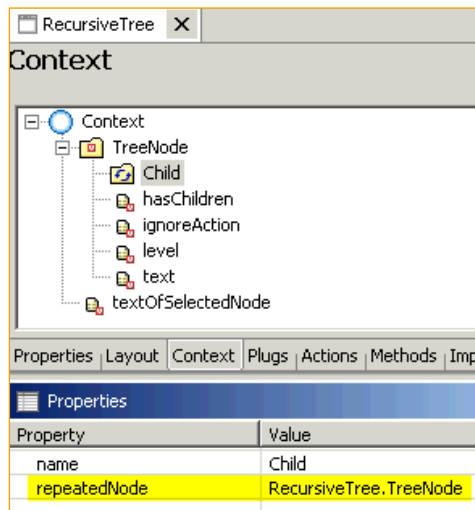 RecursiveTree X
Context
Context
TreeNode
Child
hasChildren
ignoreAction
level
text
textOfSelectedNode
Properties Layout Context Plugs Actions Methods Imp
Properties
Property Value
name Child
repeatedNode RecursiveTree.TreeNode